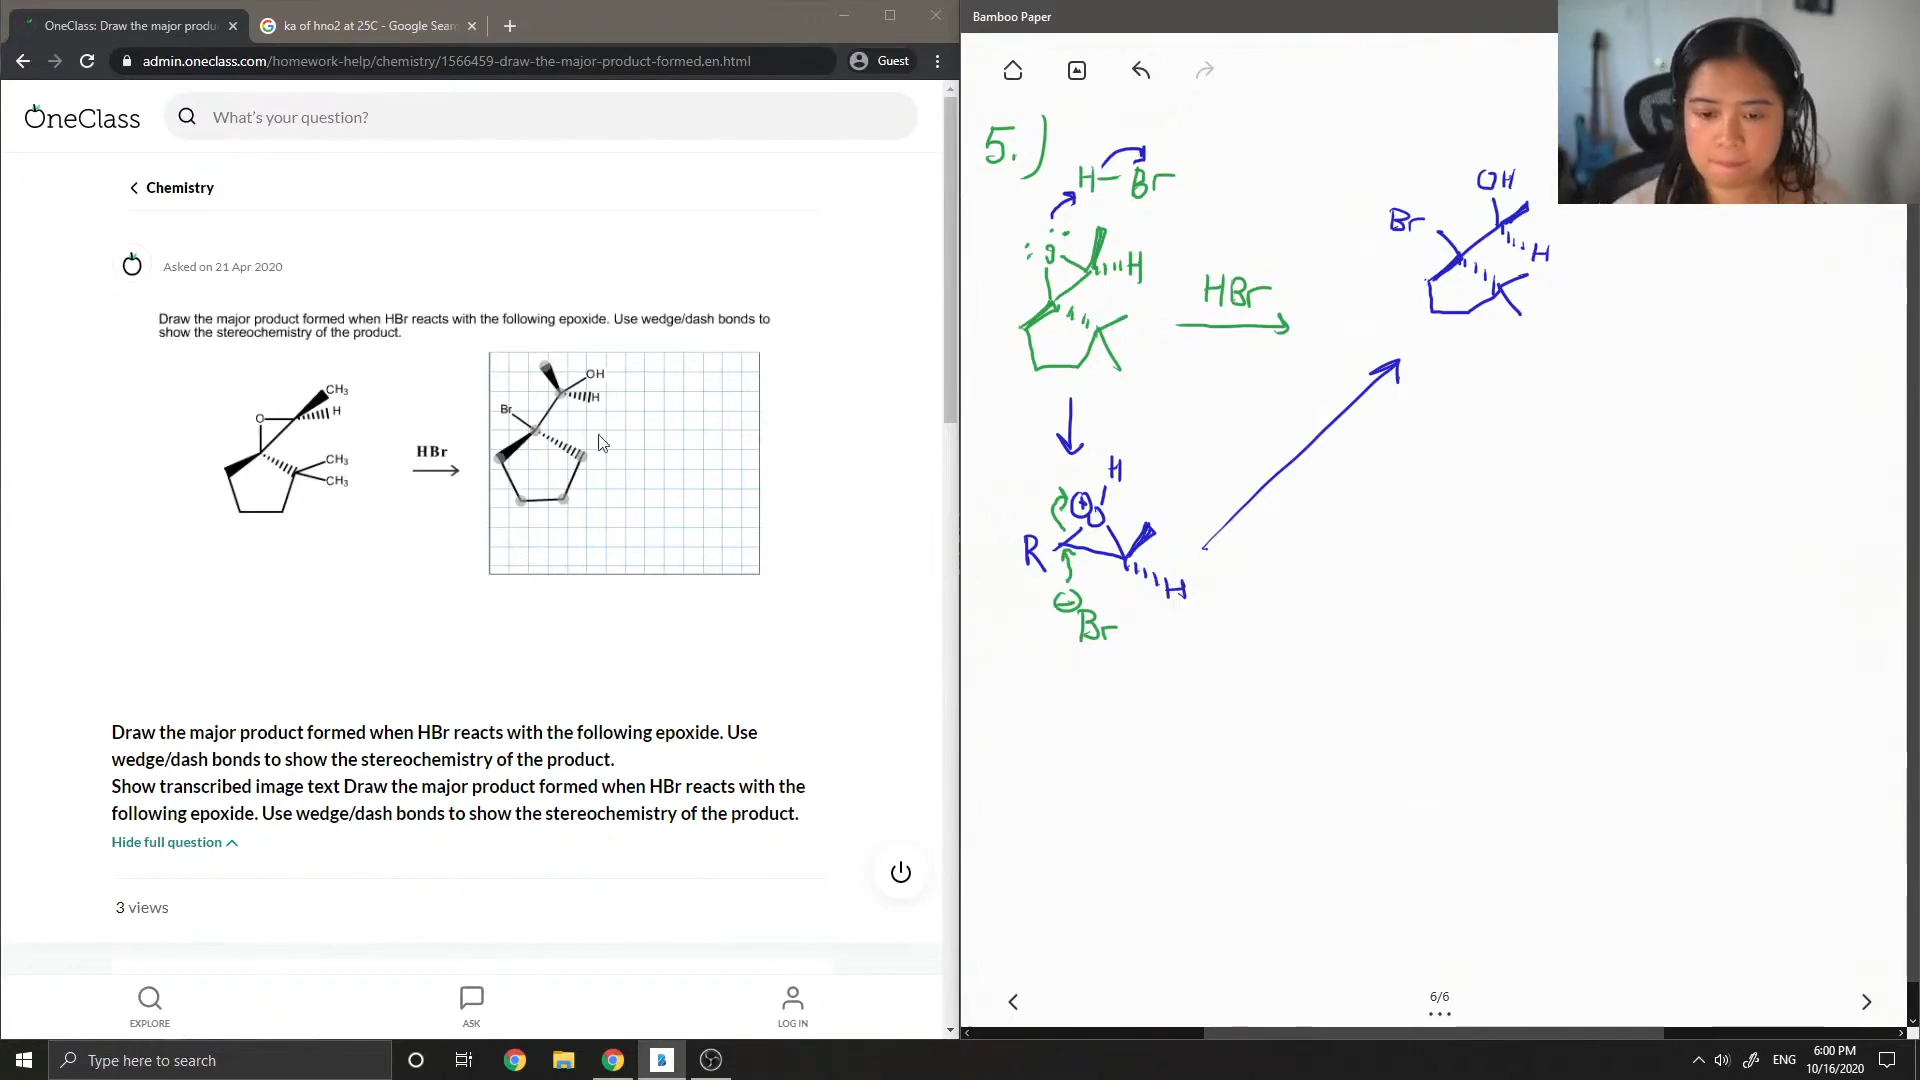 OneClass: Draw the major produ
ka of hno2 at 25C - Google Sear
admin.oneclass.com/homework-help/chemistry/1566459-draw-the-major-product-formed.en.html
Guest
OneClass
What's your question?
Chemistry
Asked on 21 Apr 2020
Draw the major product formed when HBr reacts with the following epoxide. Use wedge/dash bonds to
show the stereochemistry of the product.
O
CH3
H
CH3
CH3
HBr
OH
H
Br
Draw the major product formed when HBr reacts with the following epoxide. Use
wedge/dash bonds to show the stereochemistry of the product.
Show transcribed image text Draw the major product formed when HBr reacts with the
following epoxide. Use wedge/dash bonds to show the stereochemistry of the product.
Hide full question
3 views
EXPLORE
ASK
LOG IN
Bamboo Paper
5.)
H-Br
O
H
HBr
OH
Br
H
H
O
R
H
Br
6/6
Type here to search
ENG
6:00 PM
10/16/2020